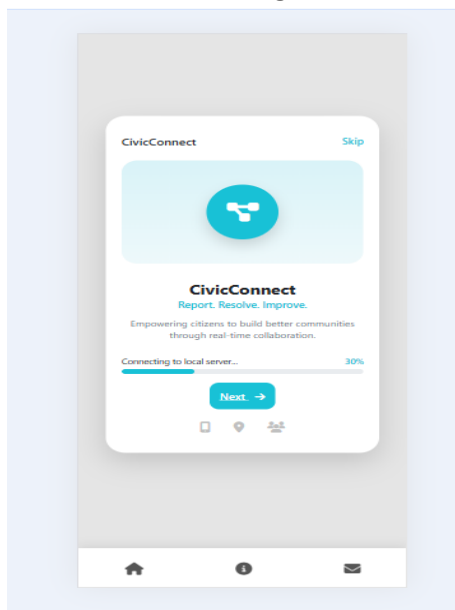 CivicConnect
Skip
CivicConnect
Report. Resolve. Improve.
Empowering citizens to build better communities
through real-time collaboration.
Connecting to local server...
30%
Next